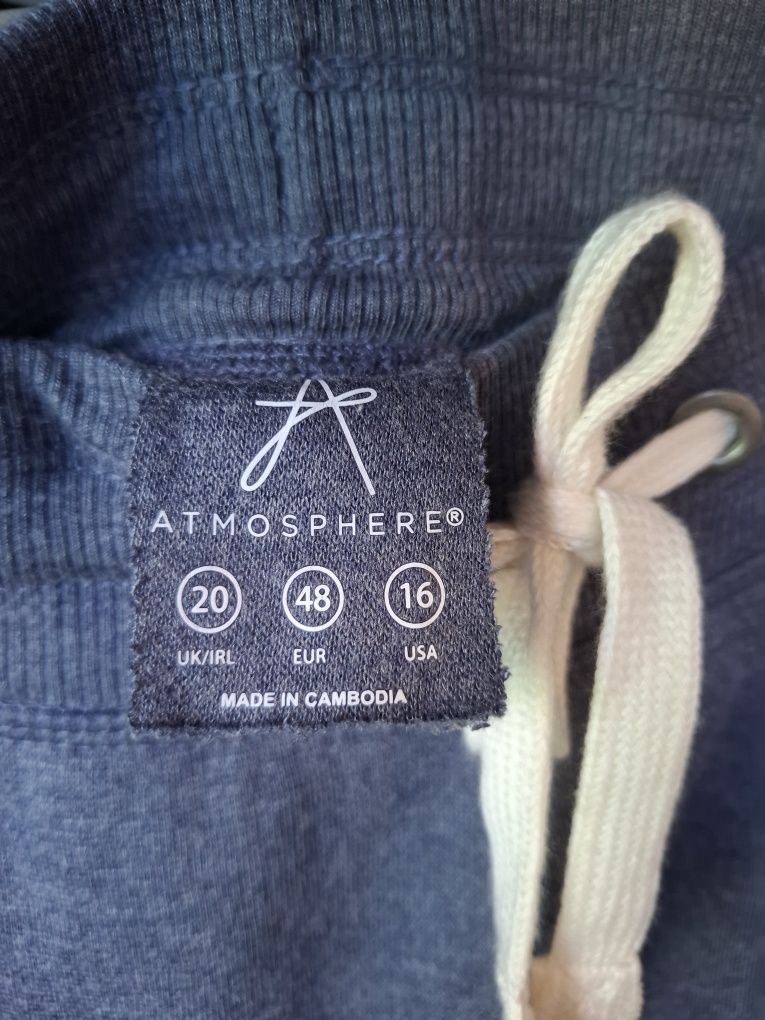 ATMOSPHERE®
20 48 16
UK/IRL EUR USA
MADE IN CAMBODIA